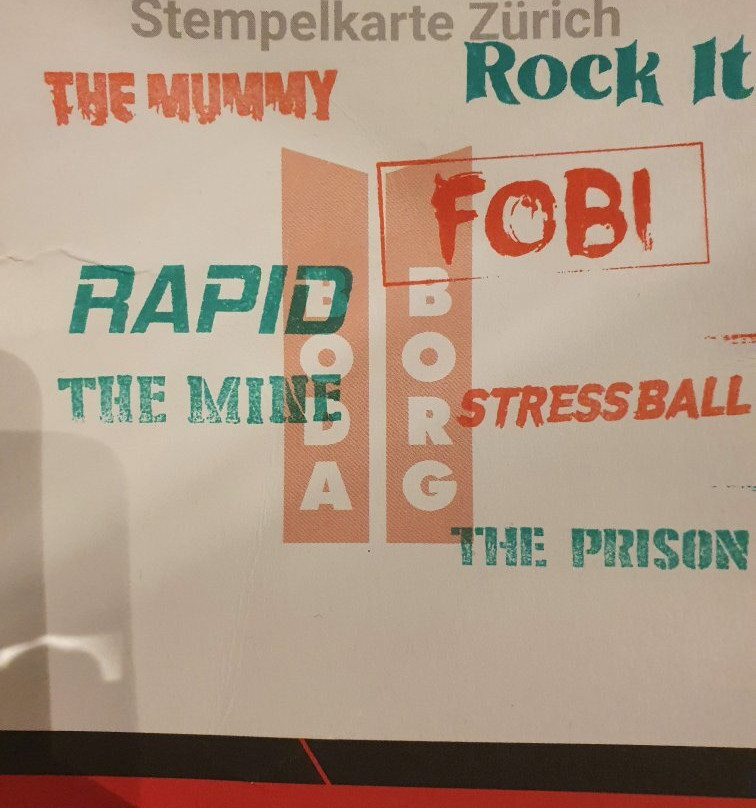 Stempelkarte Zürich
Rock It
THE MUMMY
FOBI
RAPID
THE MINE
STRESSBALL
BODA
BORG
THE PRISON